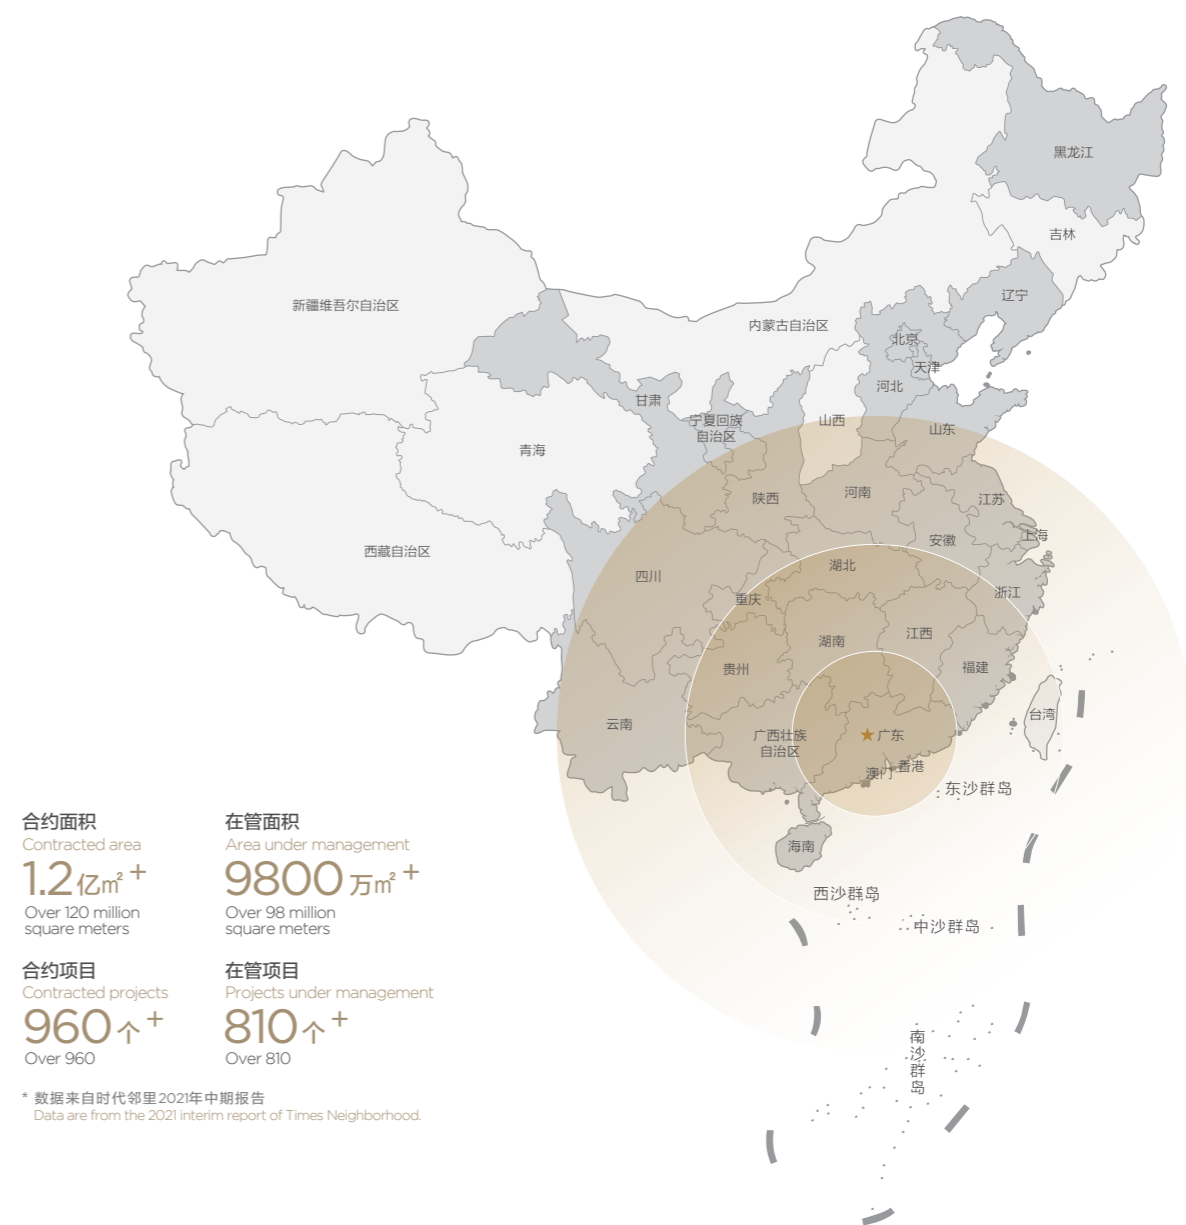 黑龙江
吉林
辽宁
新疆维吾尔自治区
内蒙古自治区
北京
天津
河北
甘肃
宁夏回族
自治区
山西
山东
青海
陕西
河南
江苏
西藏自治区
安徽
上海
四川
湖北
重庆
浙江
湖南
江西
贵州
福建
云南
广西壮族
自治区
广东
台湾
澳门
香港
东沙群岛
海南
西沙群岛
中沙群岛
南沙群岛
合约面积
Contracted area
1.2亿㎡+
Over 120 million
square meters
在管面积
Area under management
9800万㎡+
Over 98 million
square meters
合约项目
Contracted projects
960个+
Over 960
在管项目
Projects under management
810个+
Over 810
* 数据来自时代邻里2021年中期报告
Data are from the 2021 interim report of Times Neighborhood.